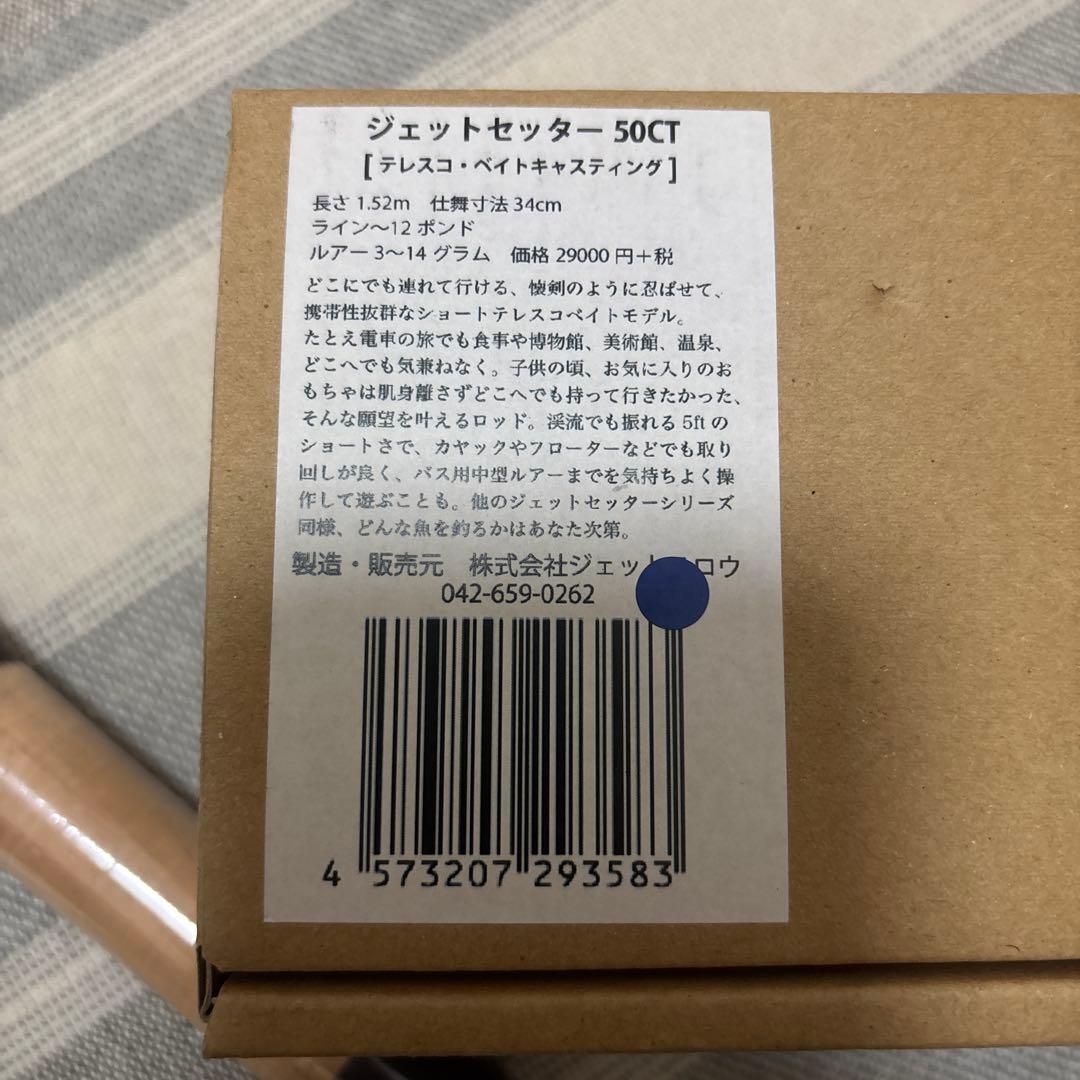 ジェットセッター 50CT
[ テレスコ・ベイトキャスティング ]
長さ 1.52m 仕舞寸法 34cm
ライン〜12 ポンド
ルアー 3〜14 グラム 価格 29000 円＋税
どこにでも連れて行ける、懐剣のように忍ばせて、
携帯性抜群なショートテレスコベイトモデル。
たとえ電車の旅でも食事や博物館、美術館、温泉、
どこへでも気兼ねなく。子供の頃、お気に入りのお
もちゃは肌身離さずどこへでも持って行きたかった、
そんな願望を叶えるロッド。渓流でも振れる 5ft の
ショートさで、カヤックやフローターなどでも取り
回しが良く、バス用中型ルアーまでを気持ちよく操
作して遊ぶことも。他のジェットセッターシリーズ
同様、どんな魚を釣るかはあなた次第。
製造・販売元 株式会社ジェット ロウ
042-659-0262
4 573207 293583